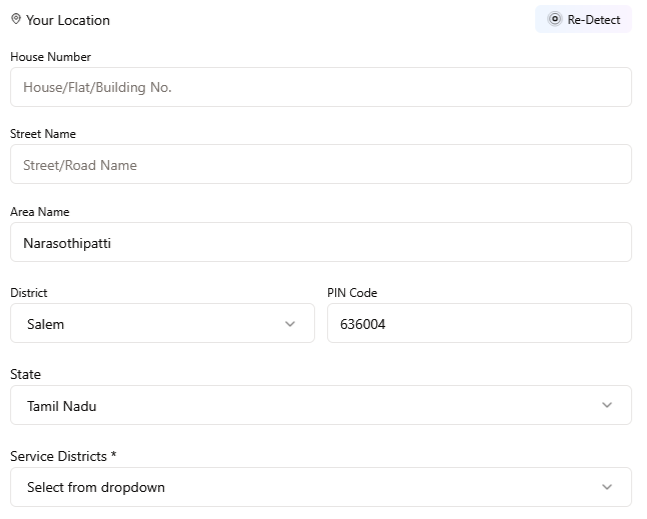 Your Location
Re-Detect
House Number
House/Flat/Building No.
Street Name
Street/Road Name
Area Name
Narasothipatti
District
PIN Code
Salem
636004
State
Tamil Nadu
Service Districts *
Select from dropdown